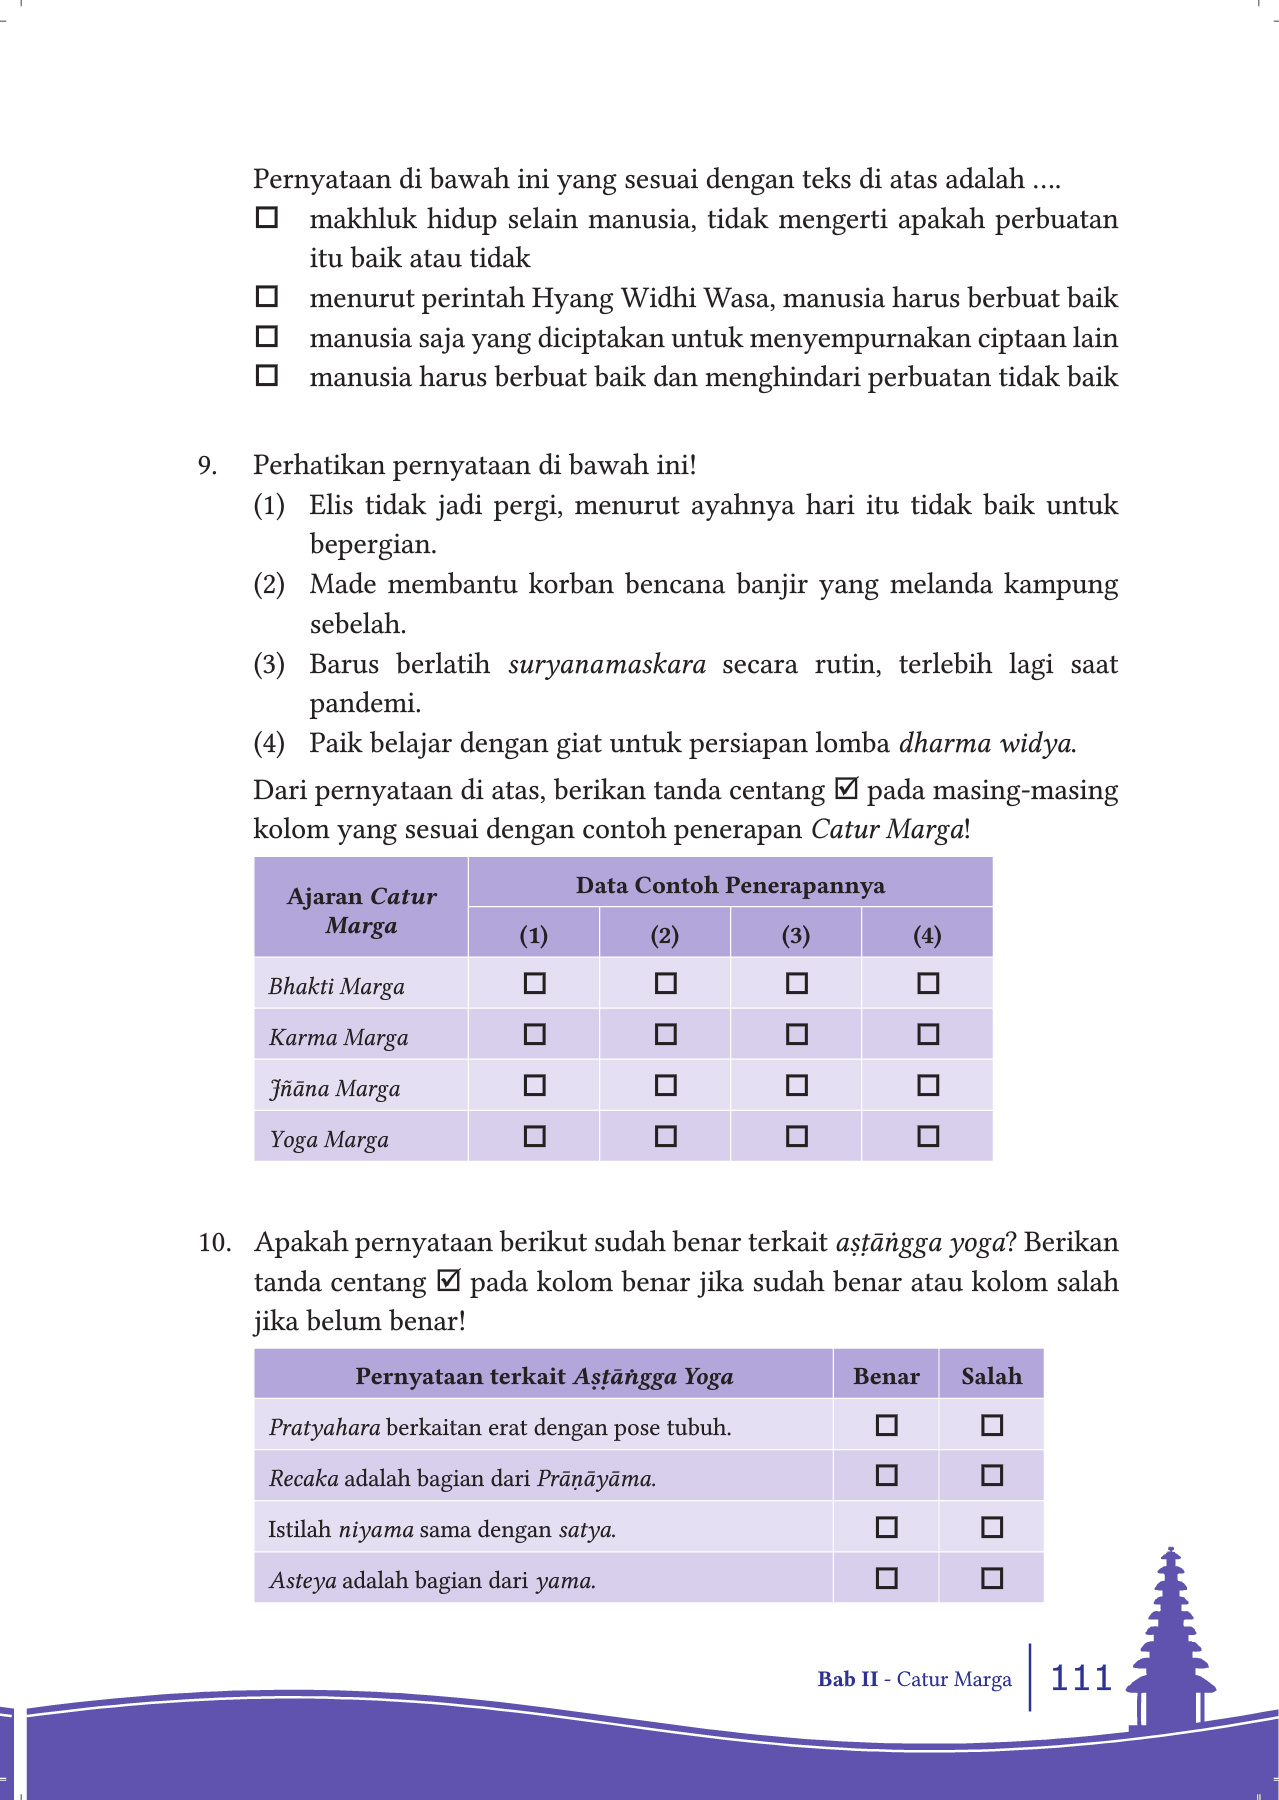 Pernyataan di bawah ini yang sesuai dengan teks di atas adalah ....
☐ makhluk hidup selain manusia, tidak mengerti apakah perbuatan
itu baik atau tidak
☐ menurut perintah Hyang Widhi Wasa, manusia harus berbuat baik
☐ manusia saja yang diciptakan untuk menyempurnakan ciptaan lain
☐ manusia harus berbuat baik dan menghindari perbuatan tidak baik
9. Perhatikan pernyataan di bawah ini!
(1) Elis tidak jadi pergi, menurut ayahnya hari itu tidak baik untuk
bepergian.
(2) Made membantu korban bencana banjir yang melanda kampung
sebelah.
(3) Barus berlatih suryanamaskara secara rutin, terlebih lagi saat
pandemi.
(4) Paik belajar dengan giat untuk persiapan lomba dharma widya.
Dari pernyataan di atas, berikan tanda centang ☑ pada masing-masing
kolom yang sesuai dengan contoh penerapan Catur Marga!
Ajaran Catur
Marga
Data Contoh Penerapannya
(1) (2) (3) (4)
Bhakti Marga ☐ ☐ ☐ ☐
Karma Marga ☐ ☐ ☐ ☐
Jñāna Marga ☐ ☐ ☐ ☐
Yoga Marga ☐ ☐ ☐ ☐
10. Apakah pernyataan berikut sudah benar terkait aṣṭāṅgga yoga? Berikan
tanda centang ☑ pada kolom benar jika sudah benar atau kolom salah
jika belum benar!
Pernyataan terkait Aṣṭāṅgga Yoga Benar Salah
Pratyahara berkaitan erat dengan pose tubuh. ☐ ☐
Recaka adalah bagian dari Prāṇāyāma. ☐ ☐
Istilah niyama sama dengan satya. ☐ ☐
Asteya adalah bagian dari yama. ☐ ☐
Bab II - Catur Marga 111